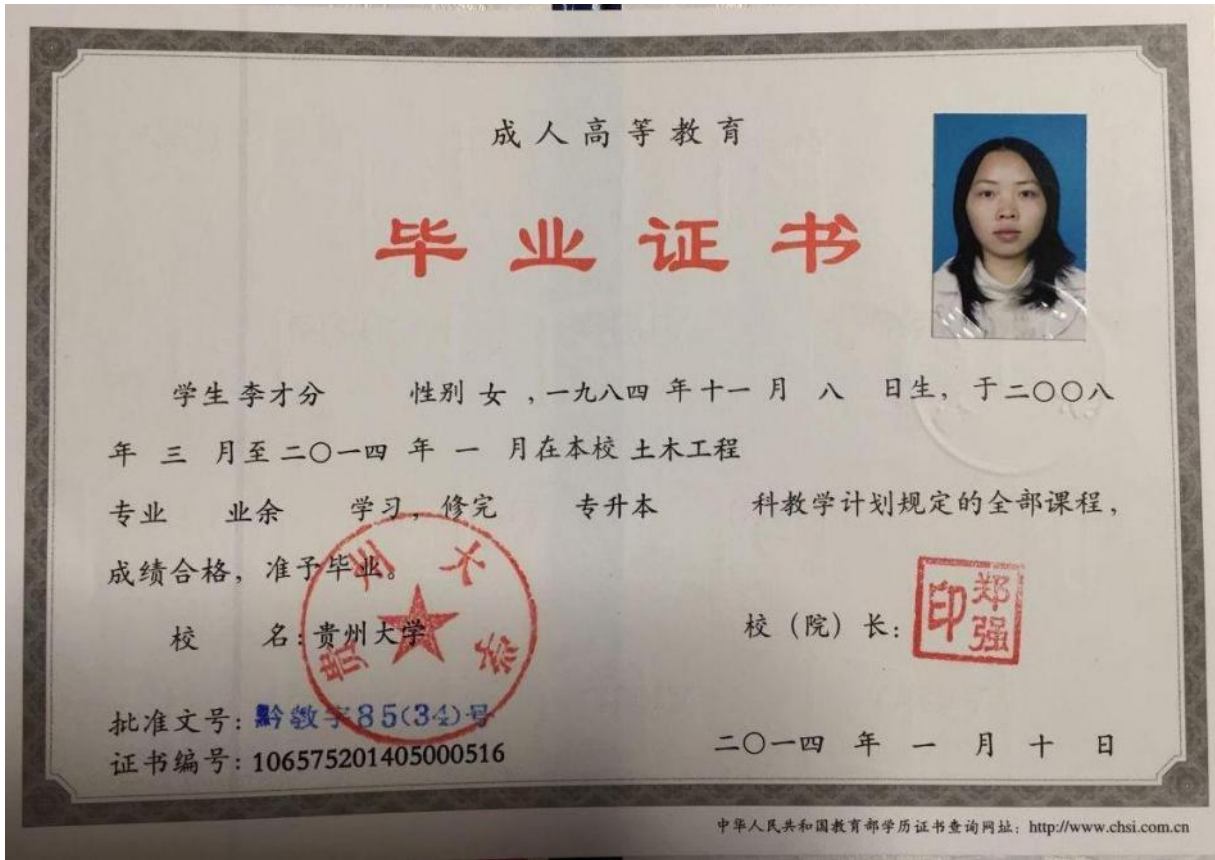 成人高等教育
毕业证书
学生 李才分 性别 女 ,一九八四 年 十一 月 八 日生, 于二〇〇八
年 三 月至 二〇一四 年 一 月在本校 土木工程
专业 业余 学习, 修完 专升本 科教学计划规定的全部课程,
成绩合格, 准予毕业。
贵州大学
校 名: 贵州大学
校 (院) 长:
郑强印
批准文号: 黔教字85(34)号
证书编号: 106575201405000516
二〇一四 年 一 月 十 日
中华人民共和国教育部学历证书查询网址: http://www.chsi.com.cn